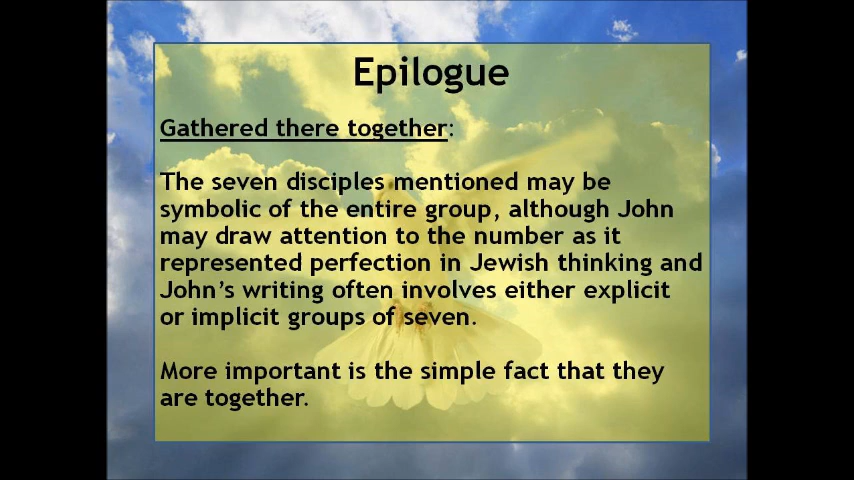 Epilogue
Gathered there together:
The seven disciples mentioned may be
symbolic of the entire group, although John
may draw attention to the number as it
represented perfection in Jewish thinking and
John's writing often involves either explicit
or implicit groups of seven.
More important is the simple fact that they
are together.